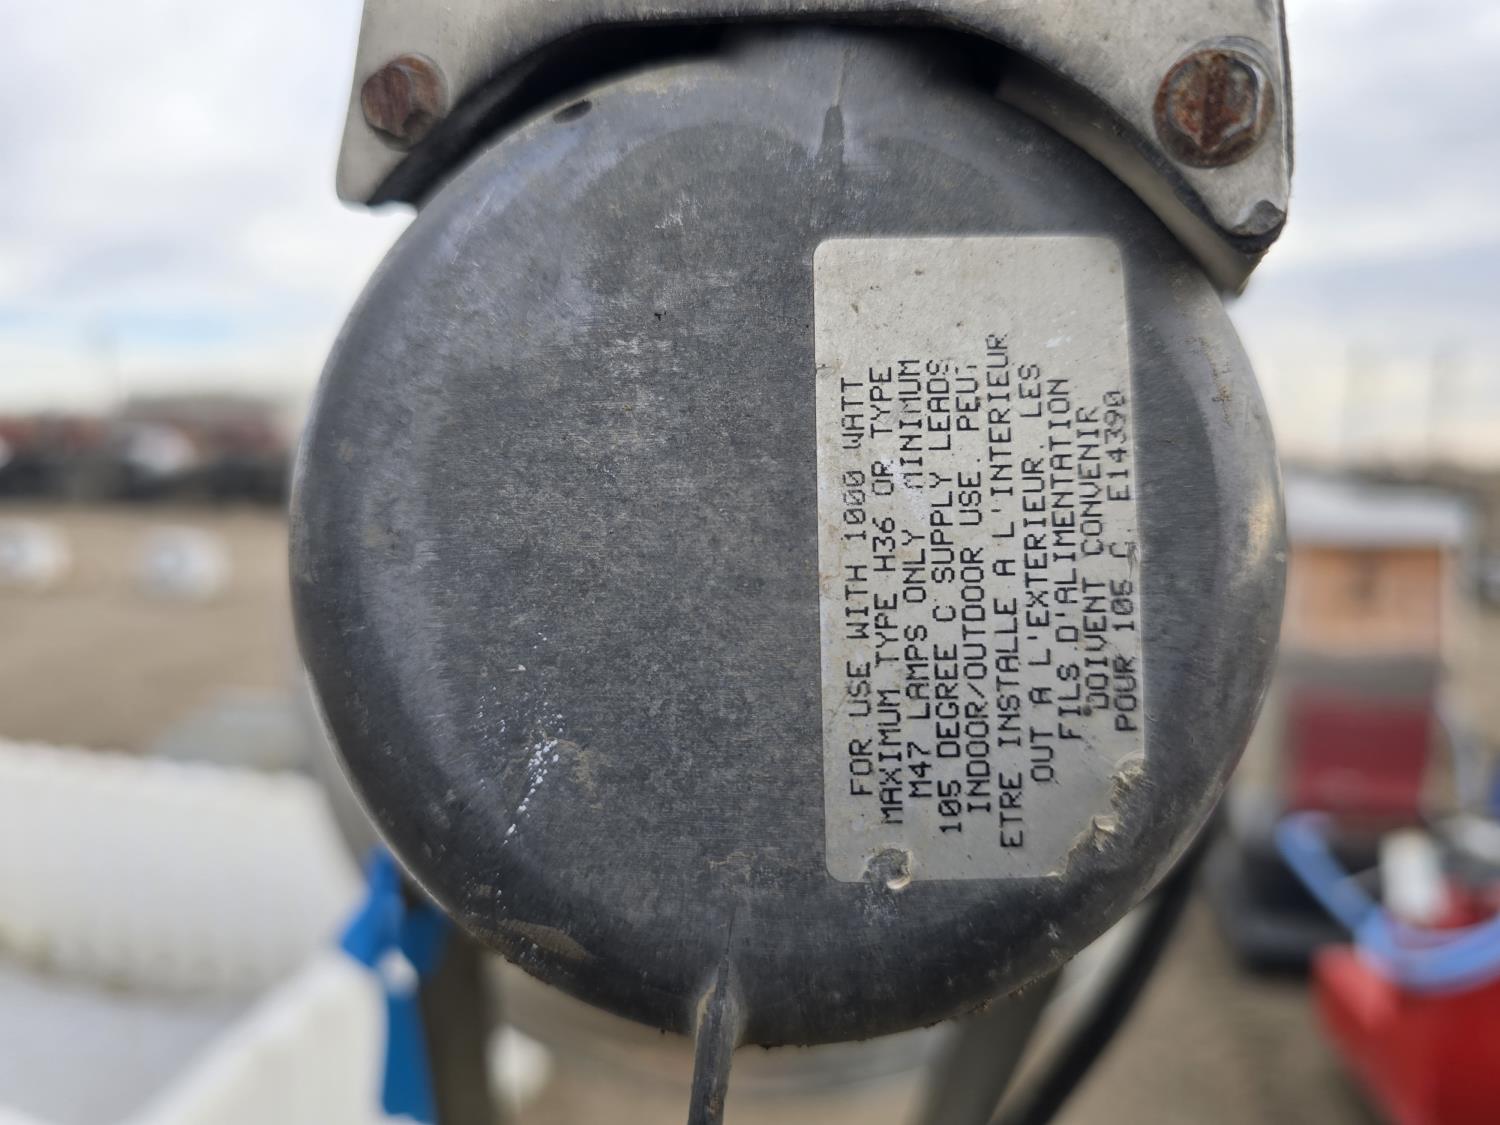 FOR USE WITH 1000 WATT
MAXIMUM TYPE H36 OR TYPE
M47 LAMPS ONLY MINIMUM
105 DEGREE C SUPPLY LEADS.
INDOOR/OUTDOOR USE. PEUT
ETRE INSTALLE A L'INTERIEUR
OUT A L'EXTERIEUR. LES
FILS D'ALIMENTATION
DOIVENT CONVENIR
POUR 105 C E14390